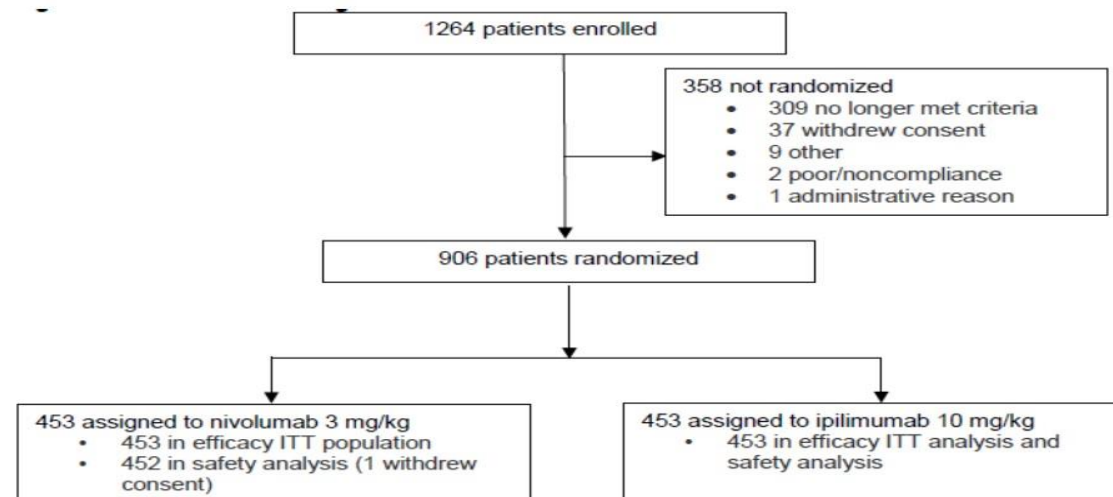 1264 patients enrolled
358 not randomized
• 309 no longer met criteria
• 37 withdrew consent
• 9 other
• 2 poor/noncompliance
• 1 administrative reason
906 patients randomized
453 assigned to nivolumab 3 mg/kg
• 453 in efficacy ITT population
• 452 in safety analysis (1 withdrew
consent)
453 assigned to ipilimumab 10 mg/kg
• 453 in efficacy ITT analysis and
safety analysis